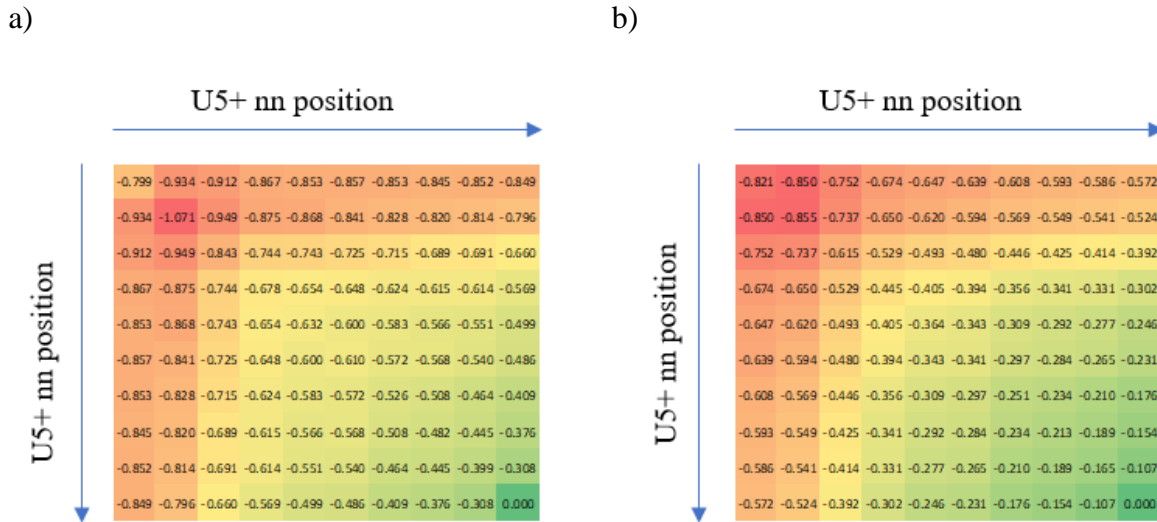 a)
b)
U5+ nn position
U5+ nn position
U5+ nn position
-0.799 -0.934 -0.912 -0.867 -0.853 -0.857 -0.853 -0.845 -0.852 -0.849
-0.934 -1.071 -0.949 -0.875 -0.868 -0.841 -0.828 -0.820 -0.814 -0.796
-0.912 -0.949 -0.843 -0.744 -0.743 -0.725 -0.715 -0.689 -0.691 -0.660
-0.867 -0.875 -0.744 -0.678 -0.654 -0.648 -0.624 -0.615 -0.614 -0.569
-0.853 -0.868 -0.743 -0.654 -0.632 -0.600 -0.583 -0.566 -0.551 -0.499
-0.857 -0.841 -0.725 -0.648 -0.600 -0.610 -0.572 -0.568 -0.540 -0.486
-0.853 -0.828 -0.715 -0.624 -0.583 -0.572 -0.526 -0.508 -0.464 -0.409
-0.845 -0.820 -0.689 -0.615 -0.566 -0.568 -0.508 -0.482 -0.445 -0.376
-0.852 -0.814 -0.691 -0.614 -0.551 -0.540 -0.464 -0.445 -0.399 -0.308
-0.849 -0.796 -0.660 -0.569 -0.499 -0.486 -0.409 -0.376 -0.308 0.000
U5+ nn position
-0.821 -0.850 -0.752 -0.674 -0.647 -0.639 -0.608 -0.593 -0.586 -0.572
-0.850 -0.855 -0.737 -0.650 -0.620 -0.594 -0.569 -0.549 -0.541 -0.524
-0.752 -0.737 -0.615 -0.529 -0.493 -0.480 -0.446 -0.425 -0.414 -0.392
-0.674 -0.650 -0.529 -0.445 -0.405 -0.394 -0.356 -0.341 -0.331 -0.302
-0.647 -0.620 -0.493 -0.405 -0.364 -0.343 -0.309 -0.292 -0.277 -0.246
-0.639 -0.594 -0.480 -0.394 -0.343 -0.341 -0.297 -0.284 -0.265 -0.231
-0.608 -0.569 -0.446 -0.356 -0.309 -0.297 -0.251 -0.234 -0.210 -0.176
-0.593 -0.549 -0.425 -0.341 -0.292 -0.284 -0.234 -0.213 -0.189 -0.154
-0.586 -0.541 -0.414 -0.331 -0.277 -0.265 -0.210 -0.189 -0.165 -0.107
-0.572 -0.524 -0.392 -0.302 -0.246 -0.231 -0.176 -0.154 -0.107 0.000